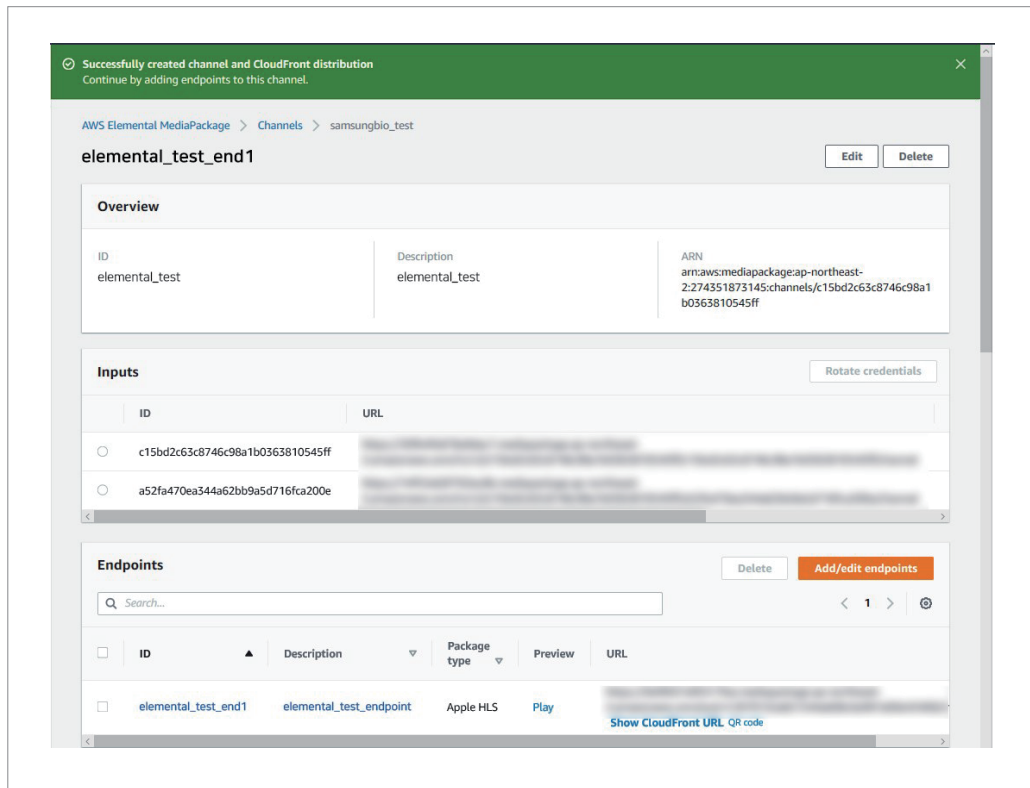 Successfully created channel and CloudFront distribution
Continue by adding endpoints to this channel.
AWS Elemental MediaPackage > Channels > samsungbio_test
elemental_test_end1
Edit Delete
Overview
ID Description ARN
elemental_test elemental_test arn:aws:mediapackage:ap-northeast-
2:274351873145:channels/c15bd2c63c8746c98a1
b0363810545ff
Inputs Rotate credentials
ID URL
c15bd2c63c8746c98a1b0363810545ff
a52fa470ea344a62bb9a5d716fca200e
Endpoints Delete Add/edit endpoints
Search... 1
ID Description Package type Preview URL
elemental_test_end1 elemental_test_endpoint Apple HLS Play
Show CloudFront URL QR code